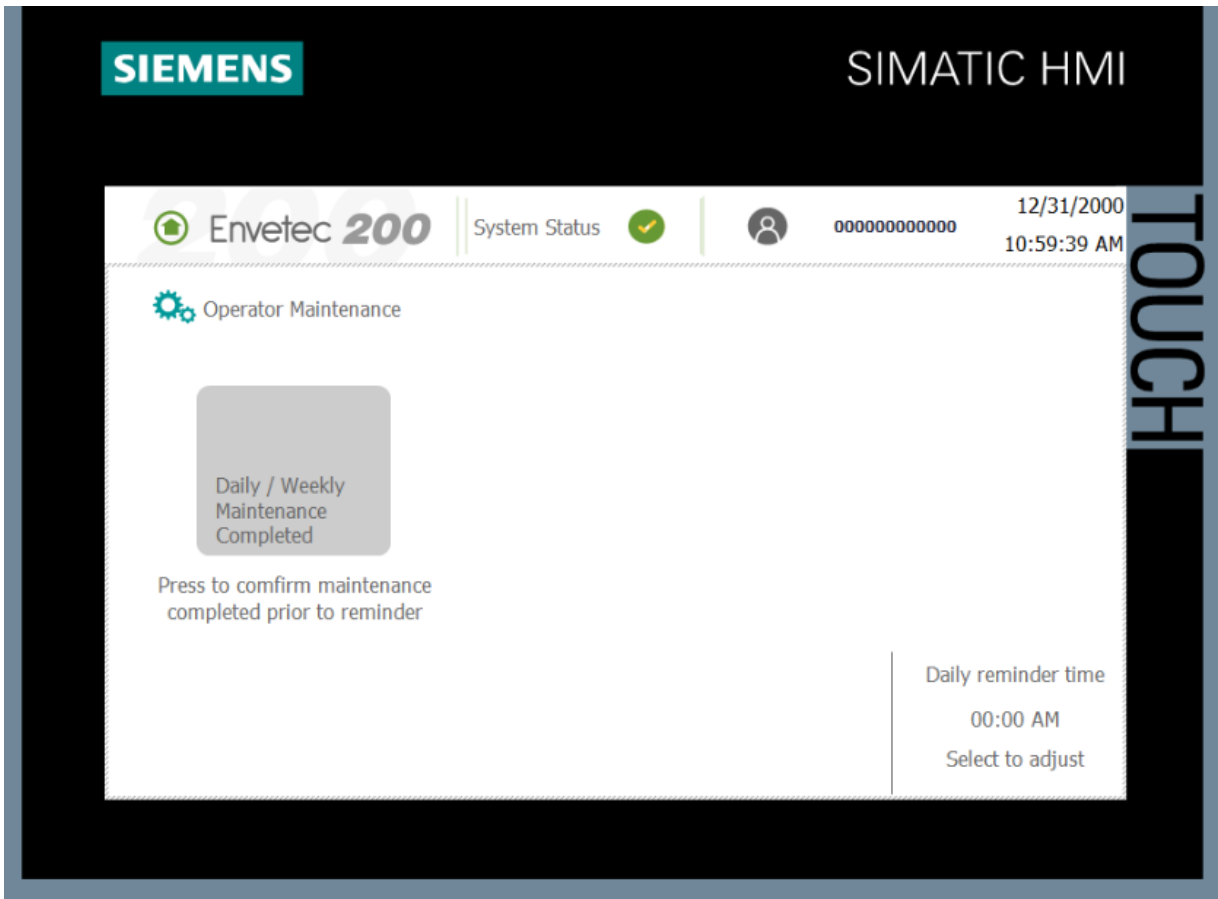 SIEMENS
SIMATIC HMI
TOUCH
200
Envetec 200
System Status
000000000000
12/31/2000
10:59:39 AM
Operator Maintenance
Daily / Weekly
Maintenance
Completed
Press to comfirm maintenance
completed prior to reminder
Daily reminder time
00:00 AM
Select to adjust